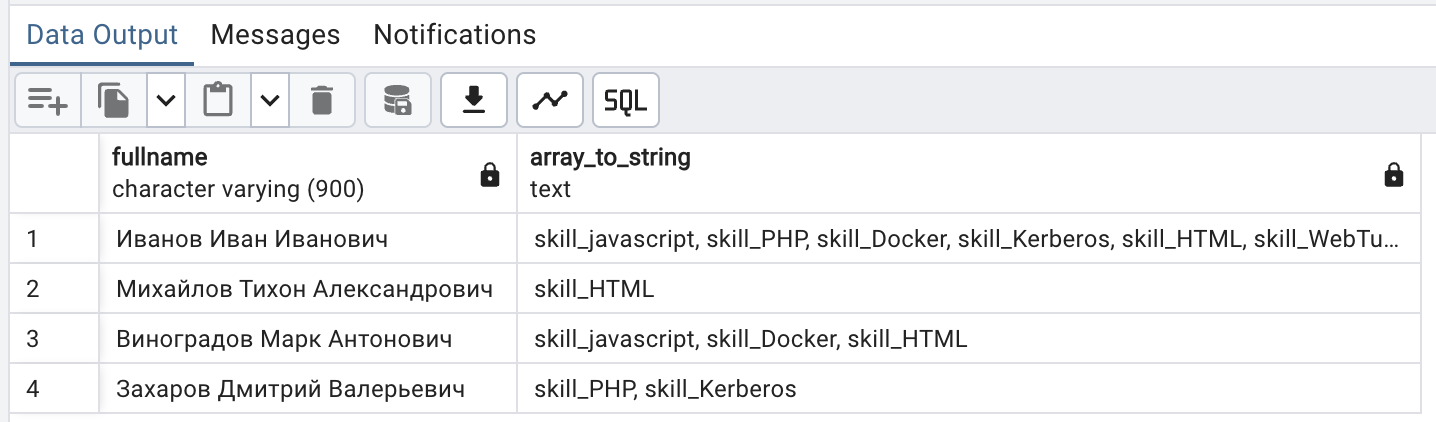 Data Output Messages Notifications
SQL
fullname array_to_string
character varying (900) text
1 Иванов Иван Иванович skill_javascript, skill_PHP, skill_Docker, skill_Kerberos, skill_HTML, skill_WebTu...
2 Михайлов Тихон Александрович skill_HTML
3 Виноградов Марк Антонович skill_javascript, skill_Docker, skill_HTML
4 Захаров Дмитрий Валерьевич skill_PHP, skill_Kerberos